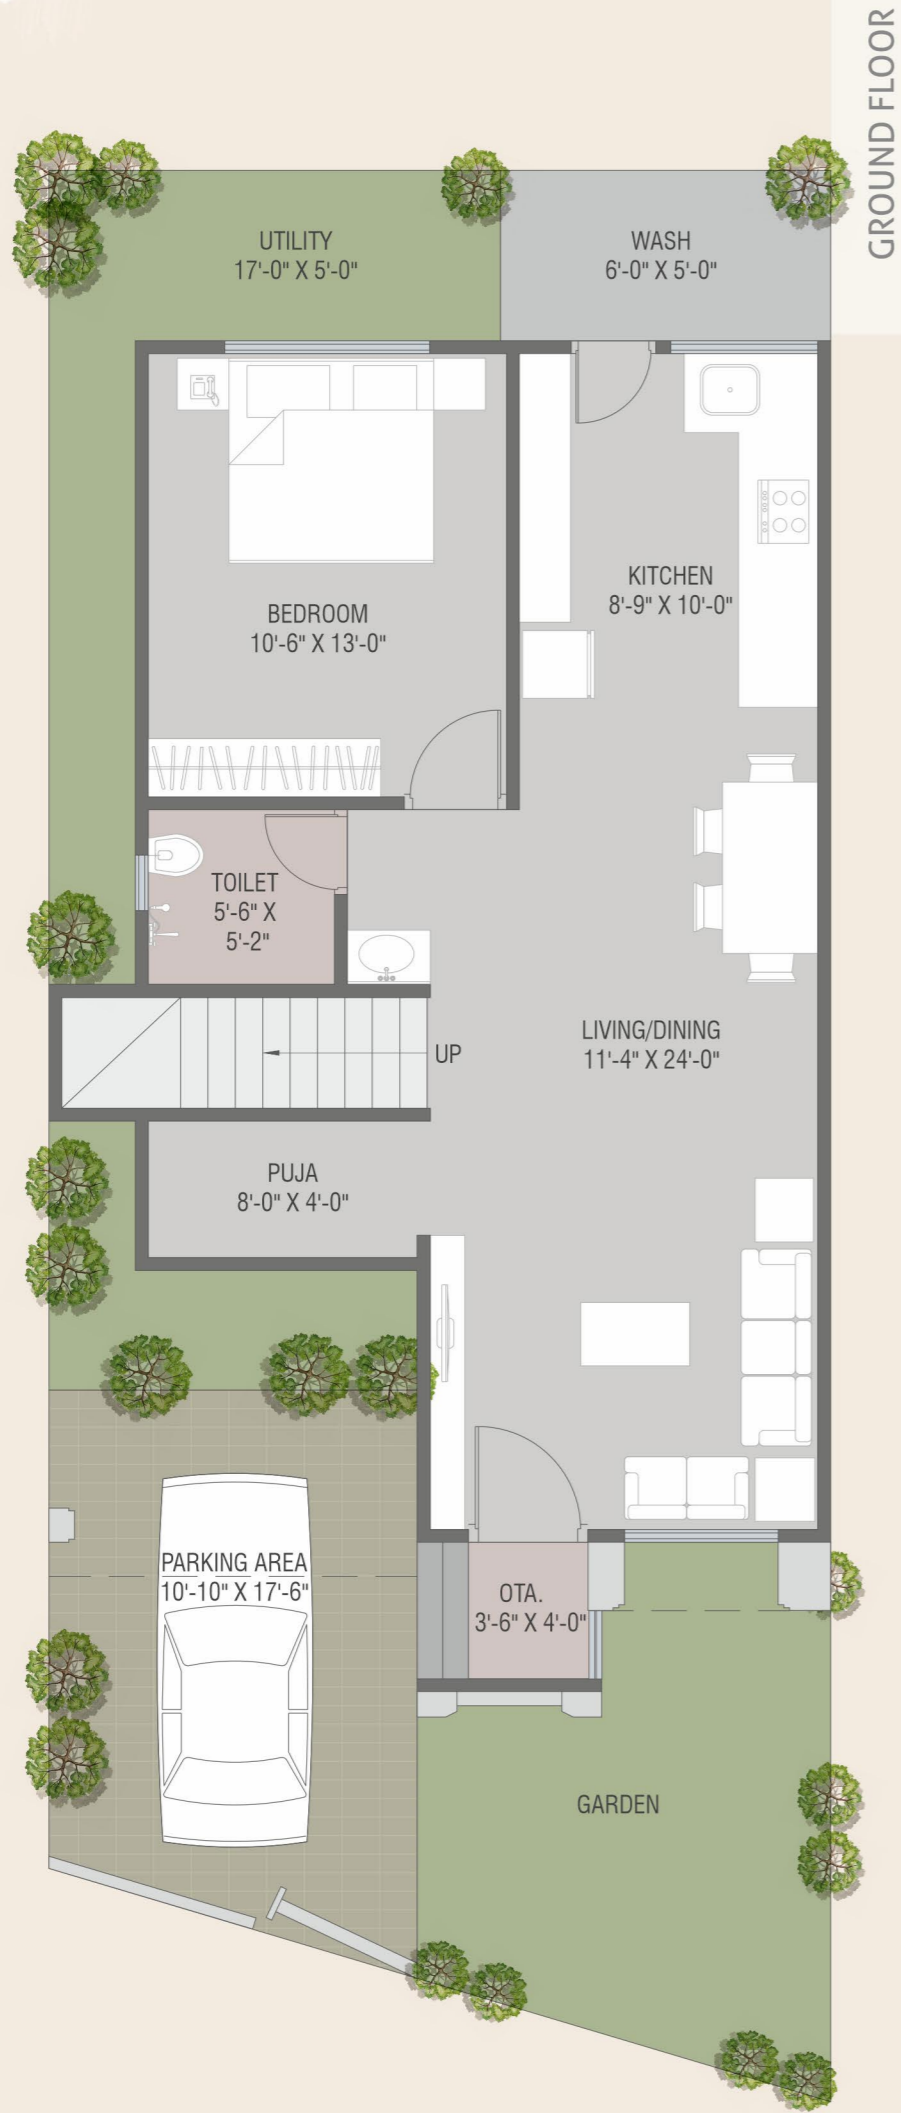 GROUND FLOOR
UTILITY
17'-0" X 5'-0"
WASH
6'-0" X 5'-0"
KITCHEN
8'-9" X 10'-0"
BEDROOM
10'-6" X 13'-0"
TOILET
5'-6" X
5'-2"
LIVING/DINING
11'-4" X 24'-0"
UP
PUJA
8'-0" X 4'-0"
PARKING AREA
10'-10" X 17'-6"
OTA.
3'-6" X 4'-0"
GARDEN